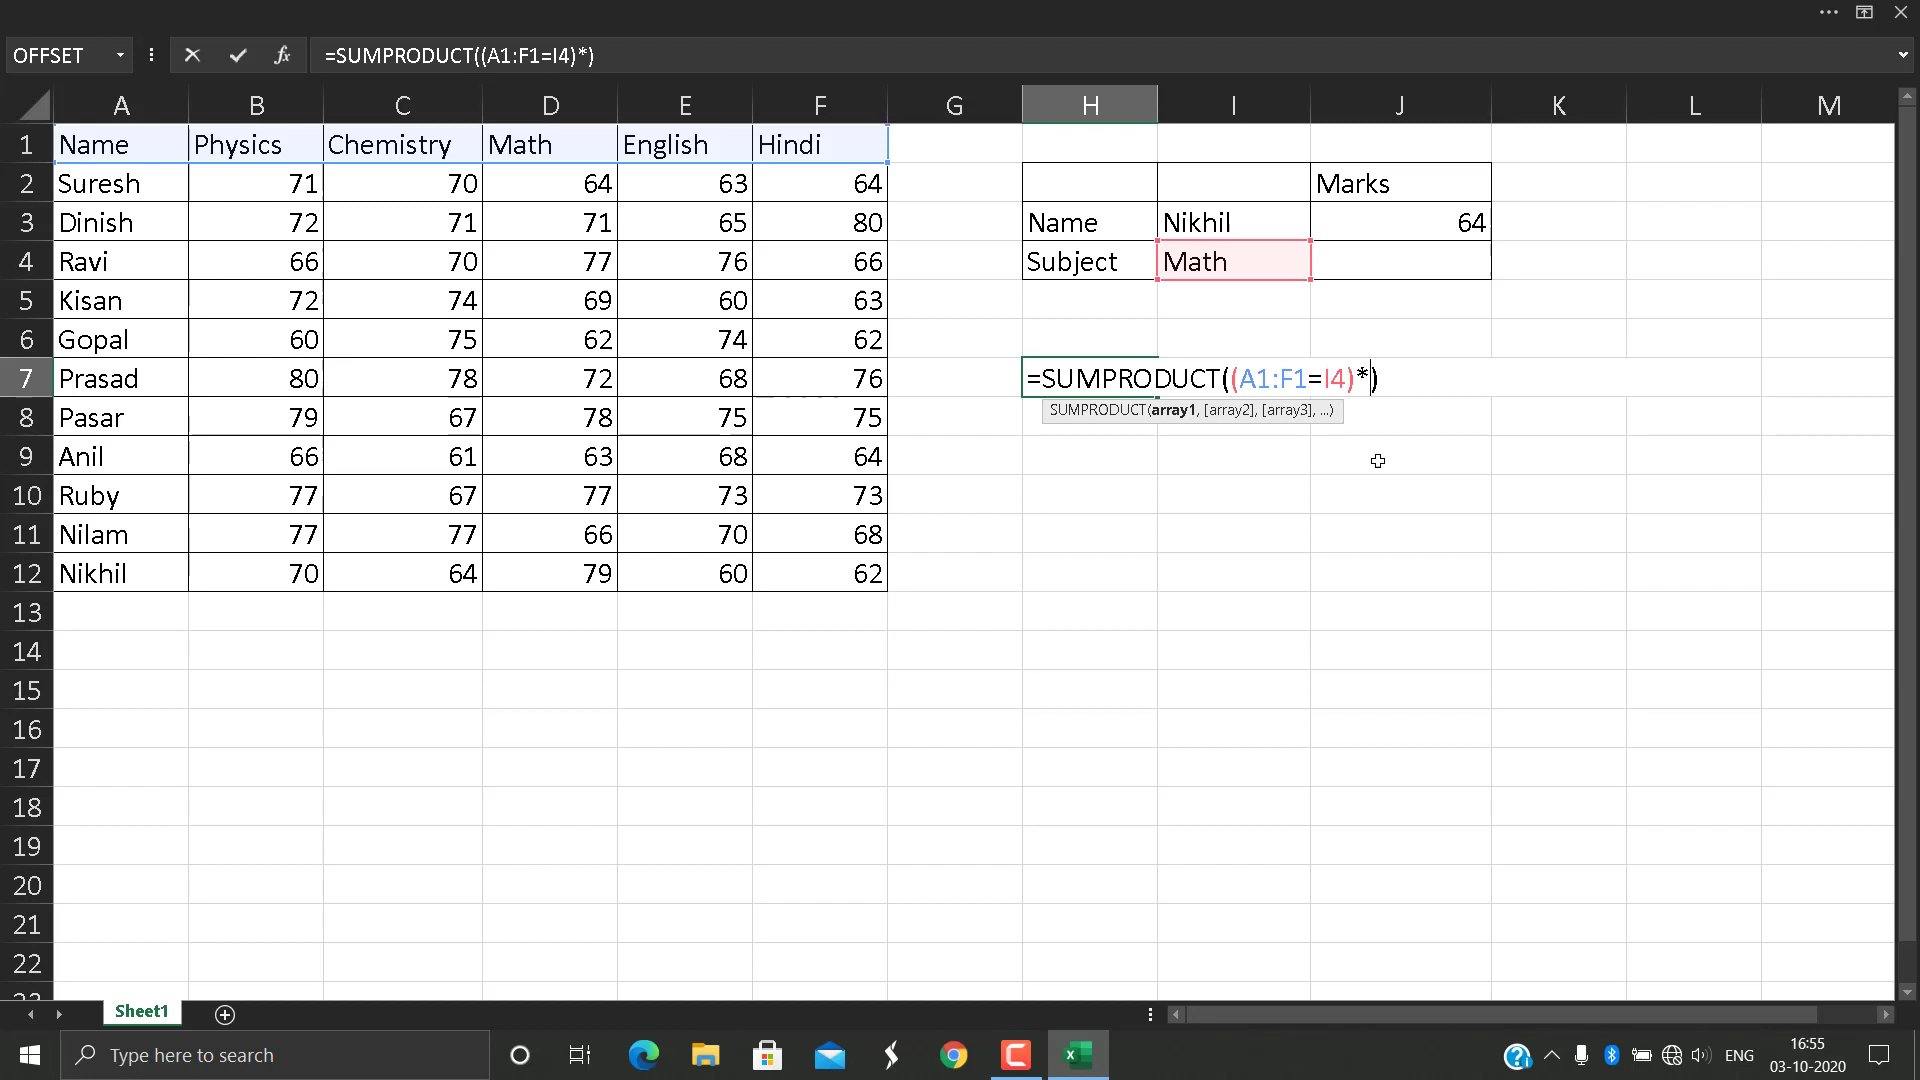 OFFSET =SUMPRODUCT((A1:F1=I4)*)
A B C D E F G H I J K L M
1 Name Physics Chemistry Math English Hindi
2 Suresh 71 70 64 63 64 Marks
3 Dinish 72 71 71 65 80 Name Nikhil 64
4 Ravi 66 70 77 76 66 Subject Math
5 Kisan 72 74 69 60 63
6 Gopal 60 75 62 74 62
7 Prasad 80 78 72 68 76 =SUMPRODUCT((A1:F1=I4)*)
8 Pasar 79 67 78 75 75 SUMPRODUCT(array1, [array2], [array3], ...)
9 Anil 66 61 63 68 64
10 Ruby 77 67 77 73 73
11 Nilam 77 77 66 70 68
12 Nikhil 70 64 79 60 62
13
14
15
16
17
18
19
20
21
22
Sheet1
Type here to search ENG 16:55
03-10-2020